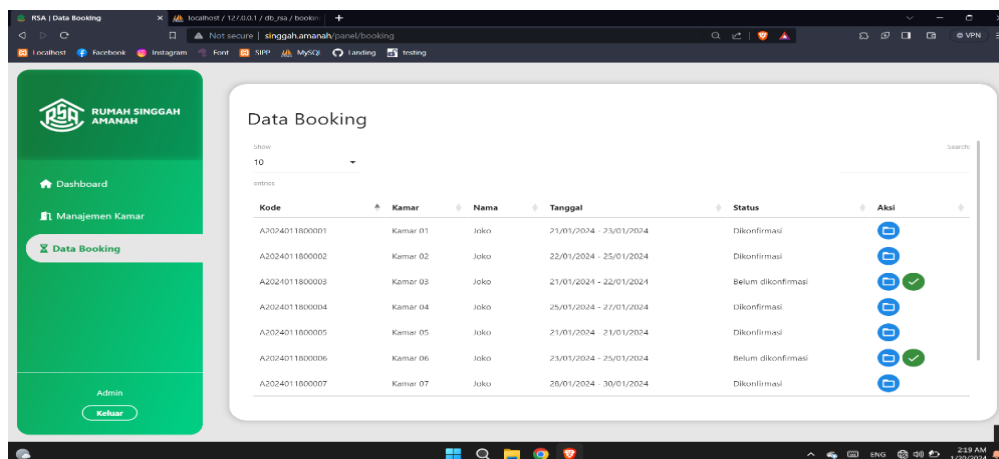 RSA | Data Booking
localhost / 127.0.0.1 / db_rsa / bookin
Not secure | singgah.amanah/panel/booking
VPN
Localhost Facebook Instagram Font SIPP MySQL Landing testing
RSA RUMAH SINGGAH AMANAH
Dashboard
Manajemen Kamar
Data Booking
Admin
Keluar
Data Booking
Show
10
entries
Search:
Kode Kamar Nama Tanggal Status Aksi
A2024011800001 Kamar 01 Joko 21/01/2024 - 23/01/2024 Dikonfirmasi
A2024011800002 Kamar 02 Joko 22/01/2024 - 25/01/2024 Dikonfirmasi
A2024011800003 Kamar 03 Joko 21/01/2024 - 22/01/2024 Belum dikonfirmasi
A2024011800004 Kamar 04 Joko 25/01/2024 - 27/01/2024 Dikonfirmasi
A2024011800005 Kamar 05 Joko 21/01/2024 - 21/01/2024 Dikonfirmasi
A2024011800006 Kamar 06 Joko 23/01/2024 - 25/01/2024 Belum dikonfirmasi
A2024011800007 Kamar 07 Joko 28/01/2024 - 30/01/2024 Dikonfirmasi
ENG
2:19 AM
1/20/2024